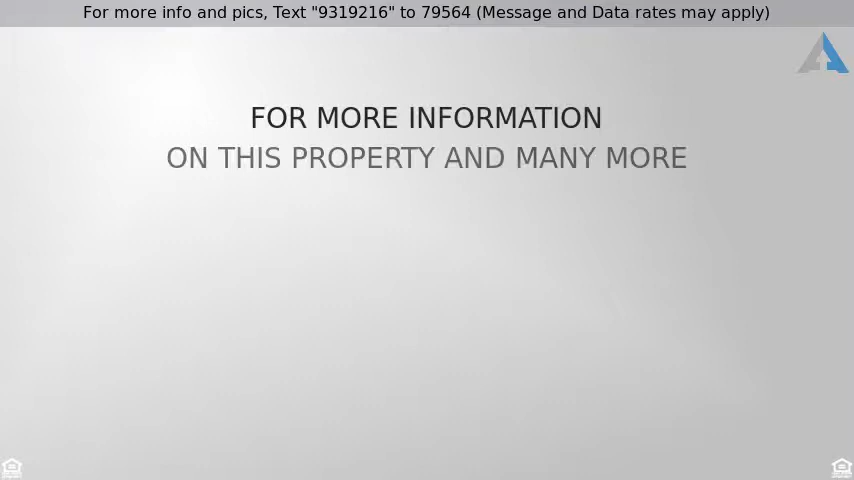 For more info and pics, Text "9319216" to 79564 (Message and Data rates may apply)
FOR MORE INFORMATION
ON THIS PROPERTY AND MANY MORE